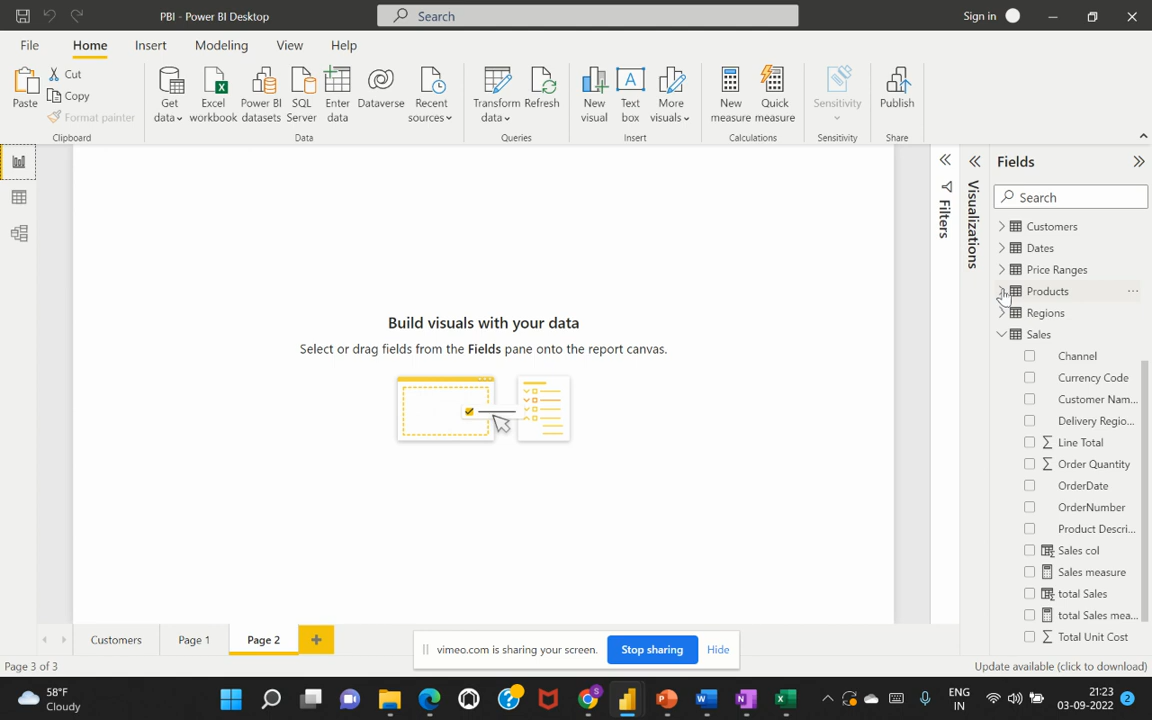 PBI - Power BI Desktop
Search
Sign in
File
Home
Insert
Modeling
View
Help
Paste
Cut
Copy
Format painter
Clipboard
Get data
Excel workbook
Power BI datasets
SQL Server
Enter data
Dataverse
Recent sources
Data
Transform data
Refresh
Queries
New visual
Text box
More visuals
Insert
New measure
Quick measure
Calculations
Sensitivity
Sensitivity
Publish
Share
Filters
Visualizations
Fields
Search
Customers
Dates
Price Ranges
Products
Regions
Sales
Channel
Currency Code
Customer Nam...
Delivery Regio...
Line Total
Order Quantity
OrderDate
OrderNumber
Product Descri...
Sales col
Sales measure
total Sales
total Sales mea...
Total Unit Cost
Build visuals with your data
Select or drag fields from the Fields pane onto the report canvas.
Customers
Page 1
Page 2
vimeo.com is sharing your screen.
Stop sharing
Hide
Page 3 of 3
Update available (click to download)
58°F
Cloudy
S
ENG
IN
21:23
03-09-2022
2